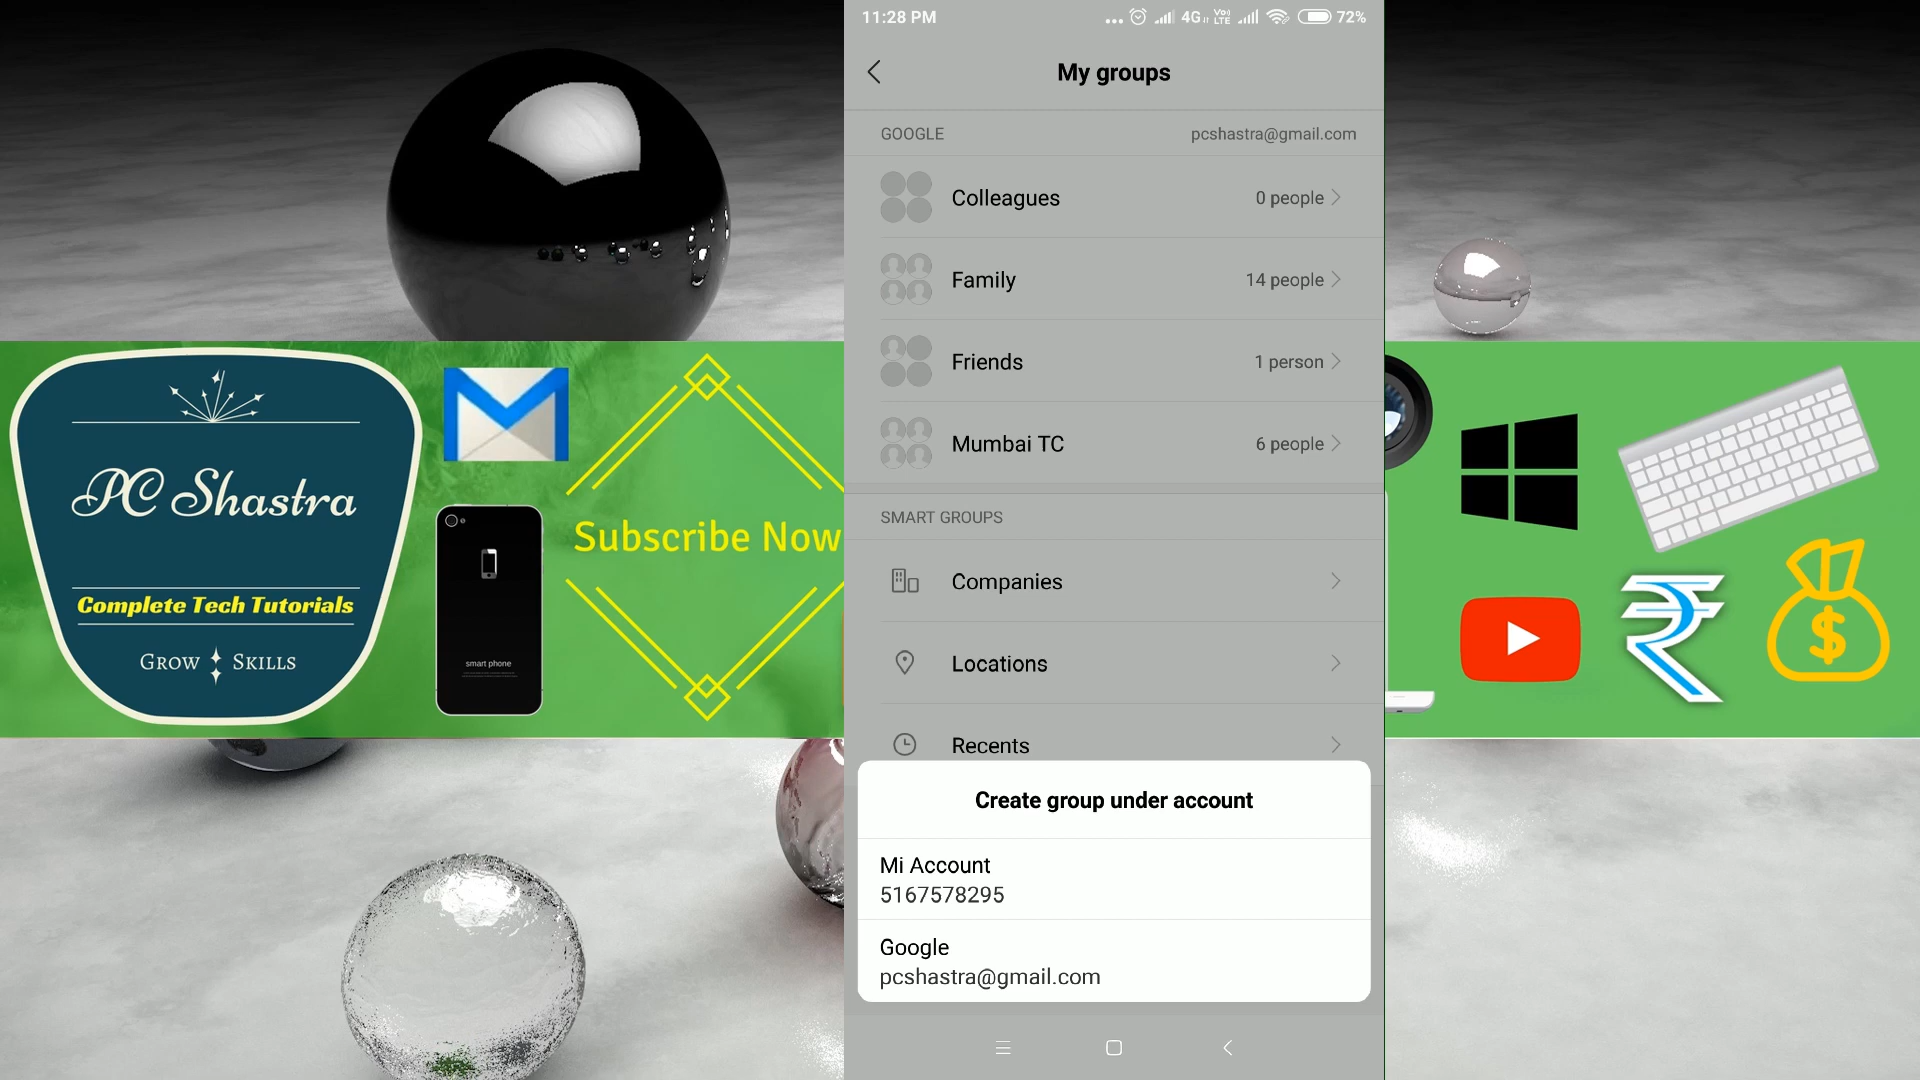 PC Shastra
Complete Tech Tutorials
GROW SKILLS
smart phone
Subscribe Now
11:28 PM
4G Vo) LTE 72%
My groups
GOOGLE pcshastra@gmail.com
Colleagues 0 people
Family 14 people
Friends 1 person
Mumbai TC 6 people
SMART GROUPS
Companies
Locations
Recents
Create group under account
Mi Account
5167578295
Google
pcshastra@gmail.com